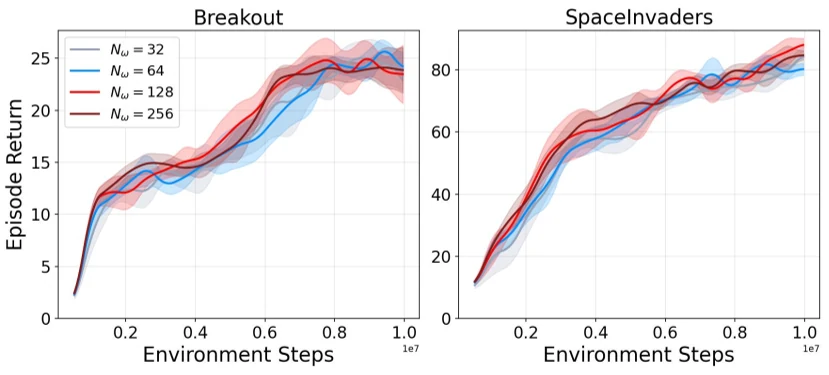 Breakout
SpaceInvaders
Episode Return
25
20
15
10
5
0
N_ω = 32
N_ω = 64
N_ω = 128
N_ω = 256
0.2 0.4 0.6 0.8 1.0
1e7
Environment Steps
80
60
40
20
0
0.2 0.4 0.6 0.8 1.0
1e7
Environment Steps